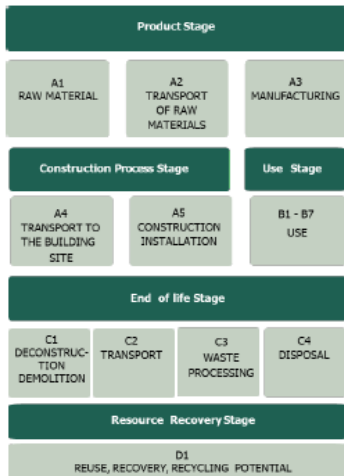 Product Stage
A1
RAW MATERIAL
A2
TRANSPORT
OF RAW
MATERIALS
A3
MANUFACTURING
Construction Process Stage
Use Stage
A4
TRANSPORT TO
THE BUILDING
SITE
A5
CONSTRUCTION
INSTALLATION
B1 - B7
USE
End of life Stage
C1
DECONSTRUC-
TION
DEMOLITION
C2
TRANSPORT
C3
WASTE
PROCESSING
C4
DISPOSAL
Resource Recovery Stage
D1
REUSE, RECOVERY, RECYCLING POTENTIAL